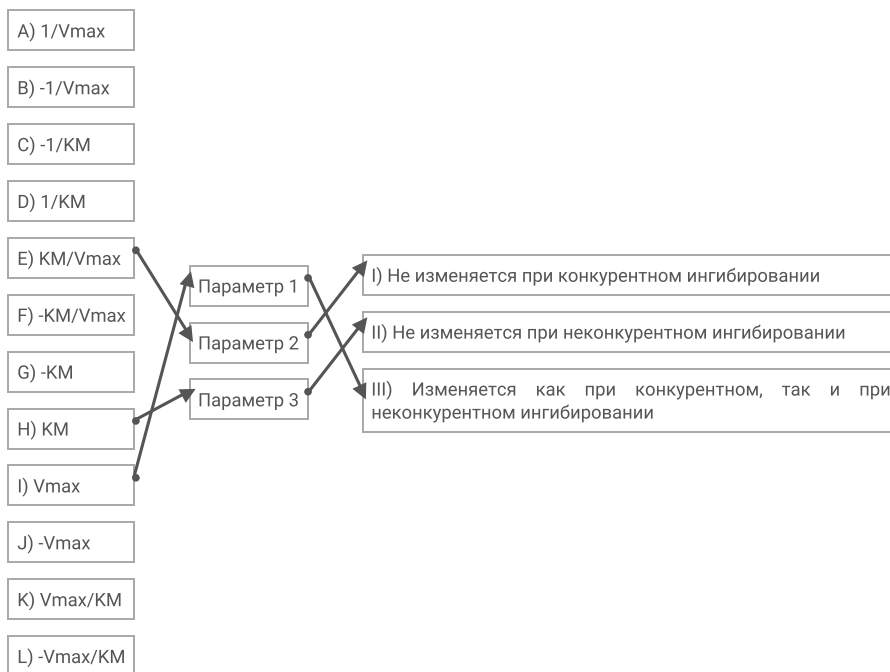 A) 1/Vmax
B) -1/Vmax
C) -1/KM
D) 1/KM
E) KM/Vmax
F) -KM/Vmax
G) -KM
H) KM
I) Vmax
J) -Vmax
K) Vmax/KM
L) -Vmax/KM
Параметр 1
Параметр 2
Параметр 3
I) Не изменяется при конкурентном ингибировании
II) Не изменяется при неконкурентном ингибировании
III) Изменяется как при конкурентном, так и при
неконкурентном ингибировании